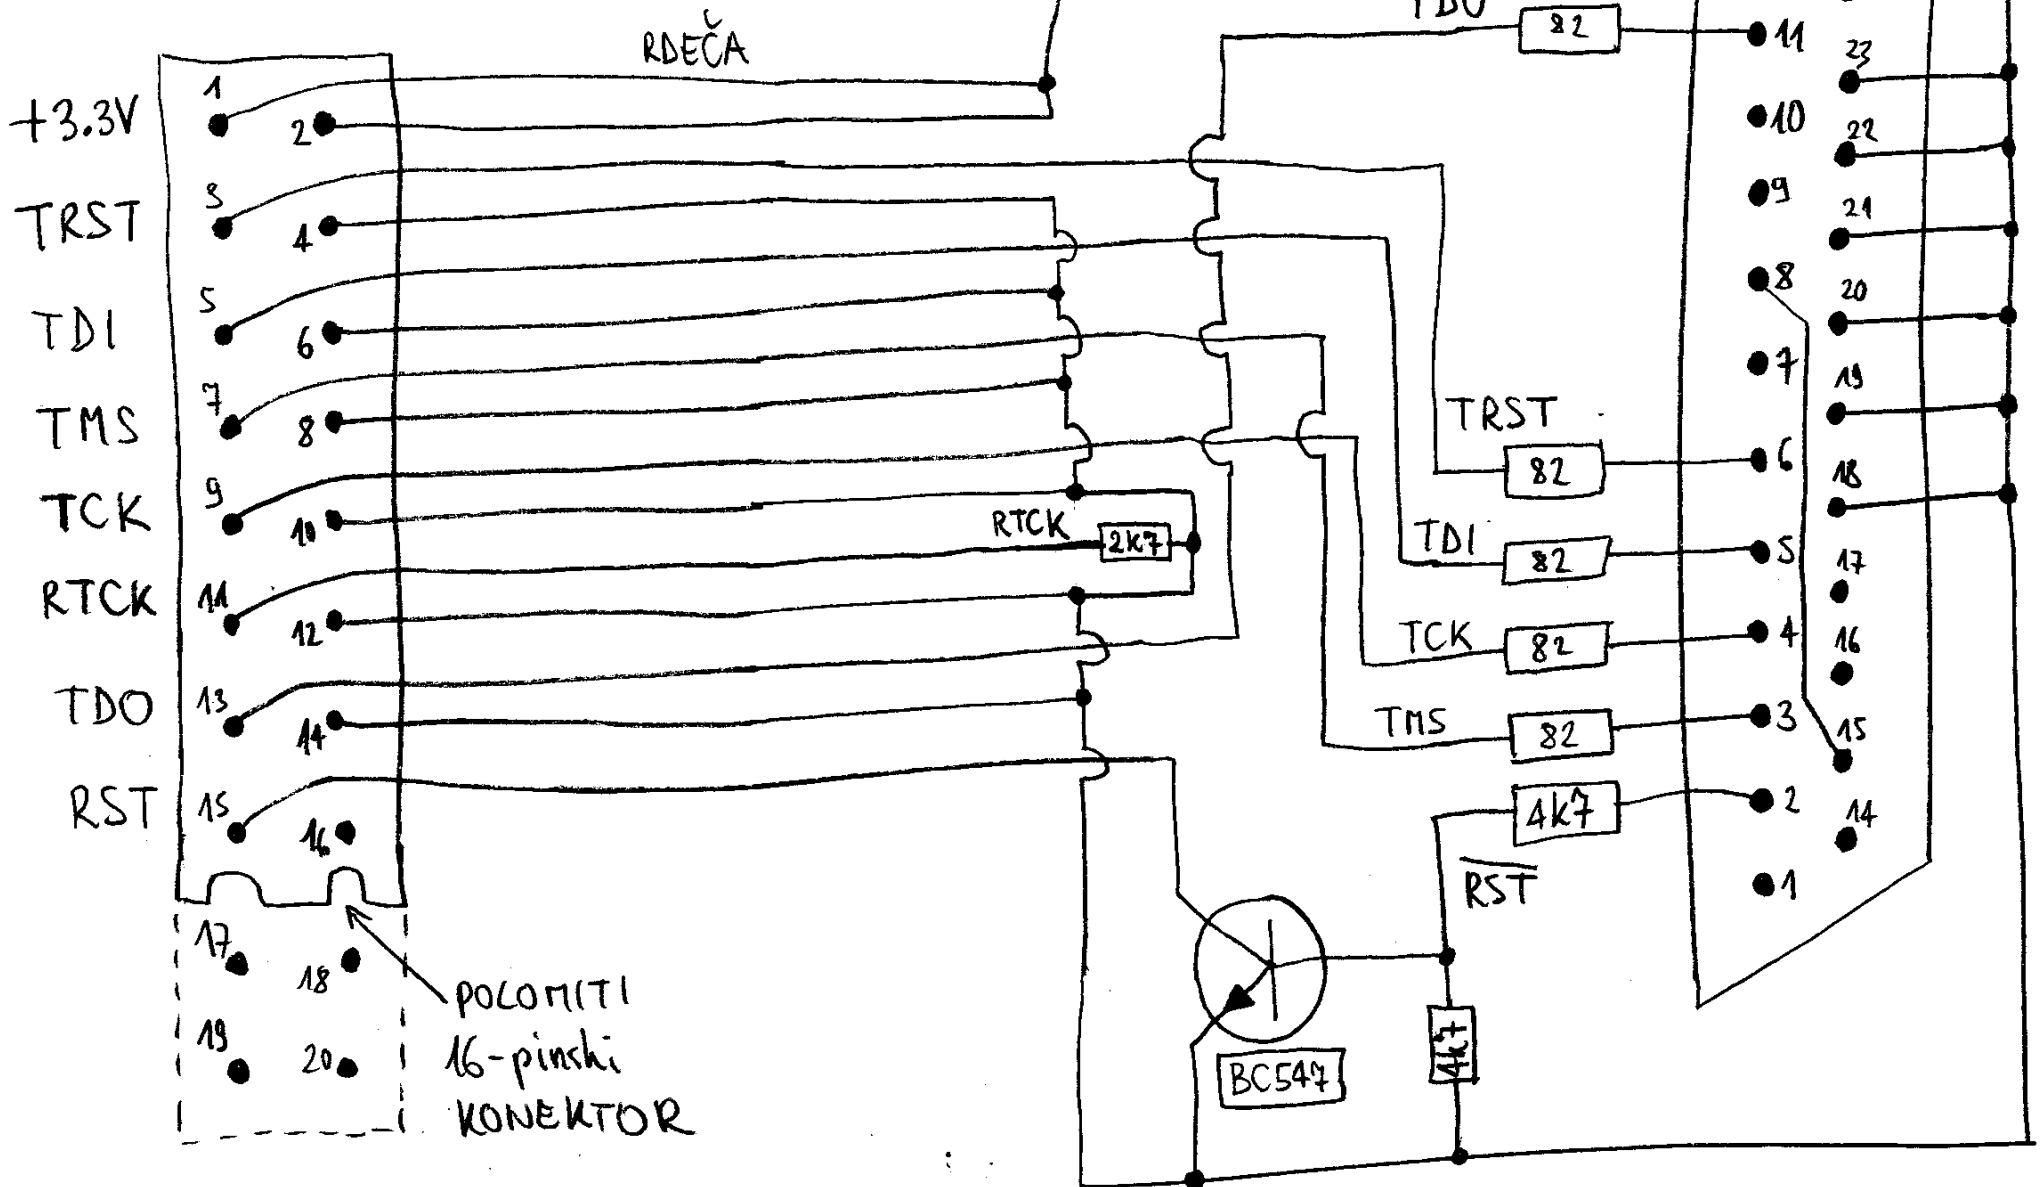 RDEČA
TDO
82
11
23
10
22
9
21
8
20
7
19
6
18
5
17
4
16
3
15
2
14
1
+3.3V
1
2
TRST
3
4
TDI
5
6
TMS
7
8
TCK
9
10
RTCK
11
12
TDO
13
14
RST
15
16
17
18
19
20
RTCK
2k7
TRST
82
TDI
82
TCK
82
TMS
82
4k7
RST
4k7
BC547
POLOMITI
16-pinski
KONEKTOR